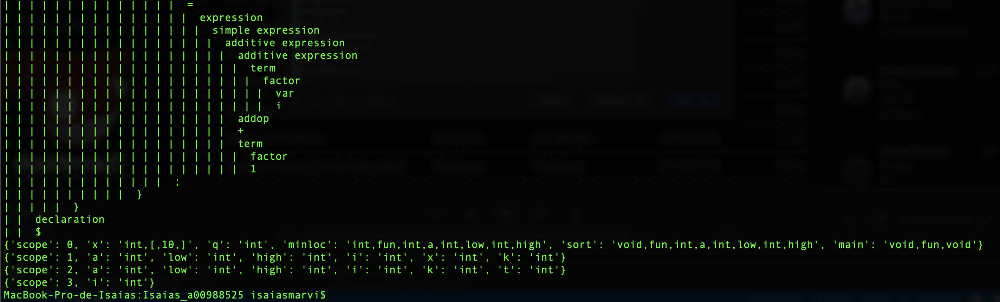 | | | | | | | | | | | | | | =
| | | | | | | | | | | | | | | expression
| | | | | | | | | | | | | | | | simple expression
| | | | | | | | | | | | | | | | | additive expression
| | | | | | | | | | | | | | | | | | additive expression
| | | | | | | | | | | | | | | | | | | term
| | | | | | | | | | | | | | | | | | | | factor
| | | | | | | | | | | | | | | | | | | | | var
| | | | | | | | | | | | | | | | | | | | | i
| | | | | | | | | | | | | | | | | | addop
| | | | | | | | | | | | | | | | | | +
| | | | | | | | | | | | | | | | | | term
| | | | | | | | | | | | | | | | | | | factor
| | | | | | | | | | | | | | | | | | | 1
| | | | | | | | | | | | | ;
| | | | | | | | | | }
| | | | | }
| | declaration
| | $
{'scope': 0, 'x': 'int,[,10,]', 'q': 'int', 'minloc': 'int,fun,int,a,int,low,int,high', 'sort': 'void,fun,int,a,int,low,int,high', 'main': 'void,fun,void'}
{'scope': 1, 'a': 'int', 'low': 'int', 'high': 'int', 'i': 'int', 'x': 'int', 'k': 'int'}
{'scope': 2, 'a': 'int', 'low': 'int', 'high': 'int', 'i': 'int', 'k': 'int', 't': 'int'}
{'scope': 3, 'i': 'int'}
MacBook-Pro-de-Isaias:Isaias_a00988525 isaiasmarvi$